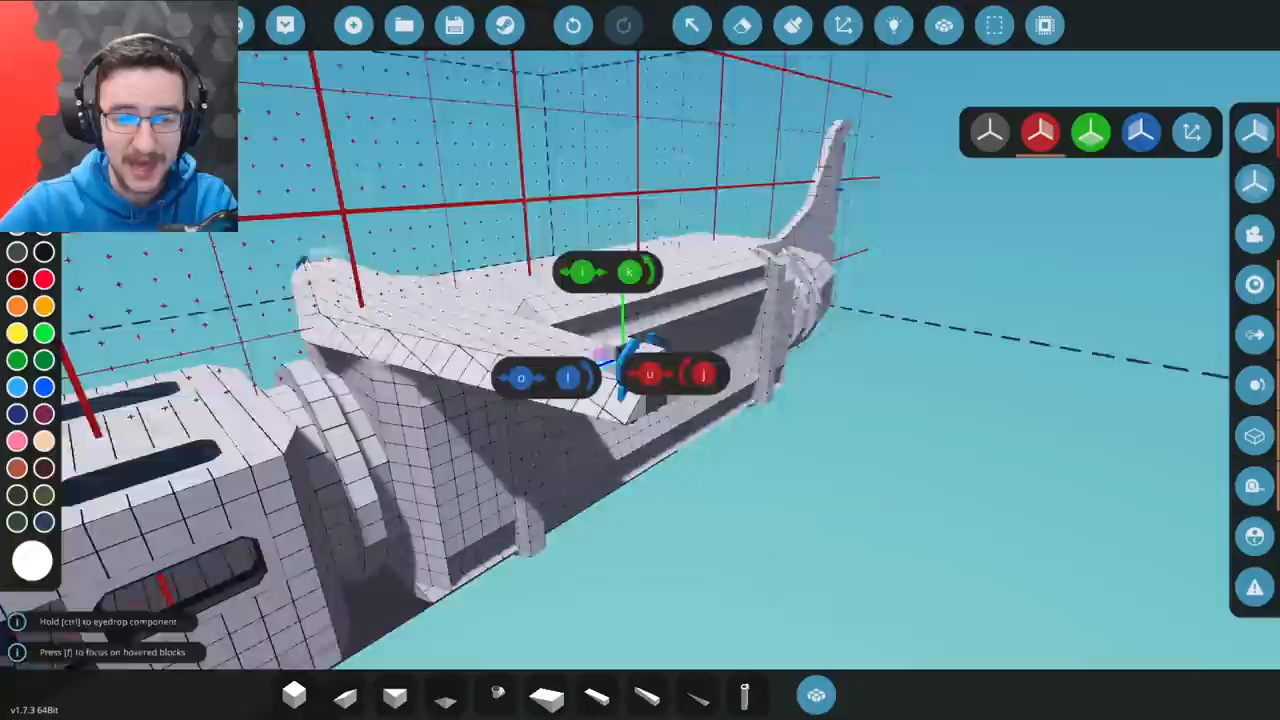 i k
o l u j
Hold [ctrl] to eyedrop component
Press [f] to focus on hovered blocks
v1.7.3 64Bit